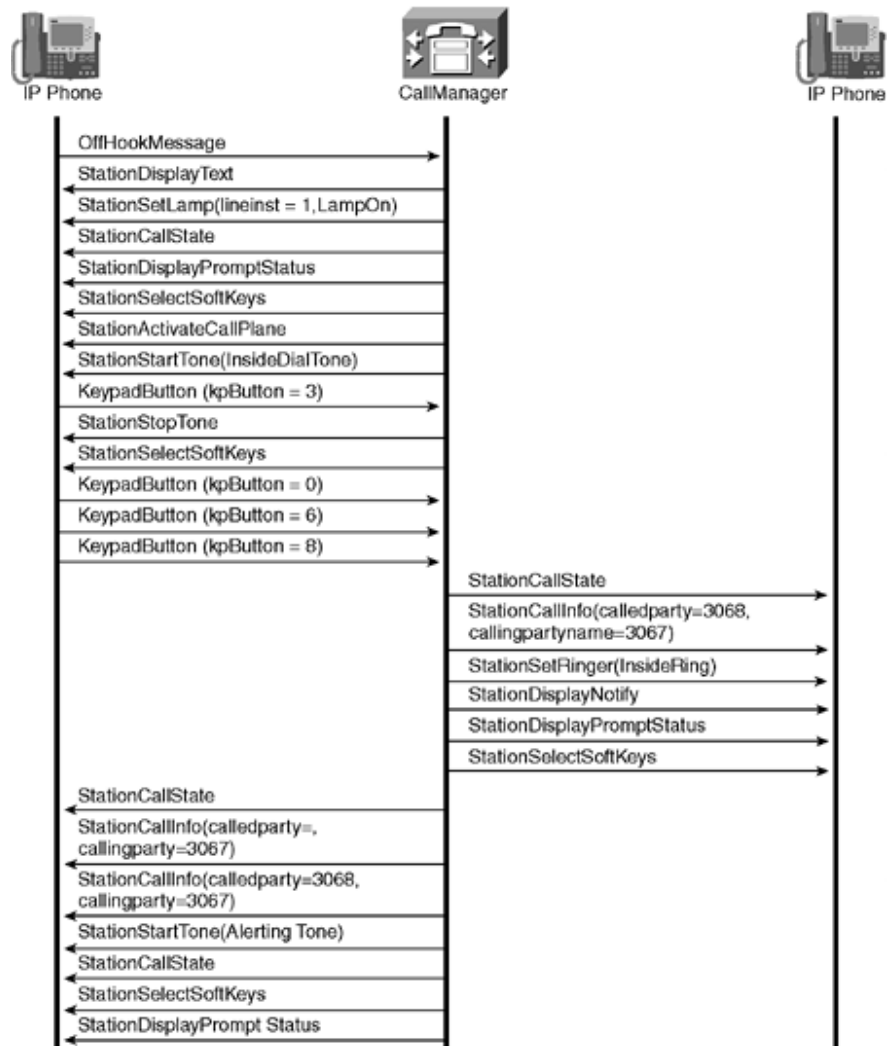 IP Phone
CallManager
IP Phone
OffHookMessage
StationDisplayText
StationSetLamp(lineinst = 1,LampOn)
StationCallState
StationDisplayPromptStatus
StationSelectSoftKeys
StationActivateCallPlane
StationStartTone(InsideDialTone)
KeypadButton (kpButton = 3)
StationStopTone
StationSelectSoftKeys
KeypadButton (kpButton = 0)
KeypadButton (kpButton = 6)
KeypadButton (kpButton = 8)
StationCallState
StationCallInfo(calledparty=3068,
callingpartyname=3067)
StationSetRinger(InsideRing)
StationDisplayNotify
StationDisplayPromptStatus
StationSelectSoftKeys
StationCallState
StationCallInfo(calledparty=,
callingparty=3067)
StationCallInfo(calledparty=3068,
callingparty=3067)
StationStartTone(Alerting Tone)
StationCallState
StationSelectSoftKeys
StationDisplayPrompt Status